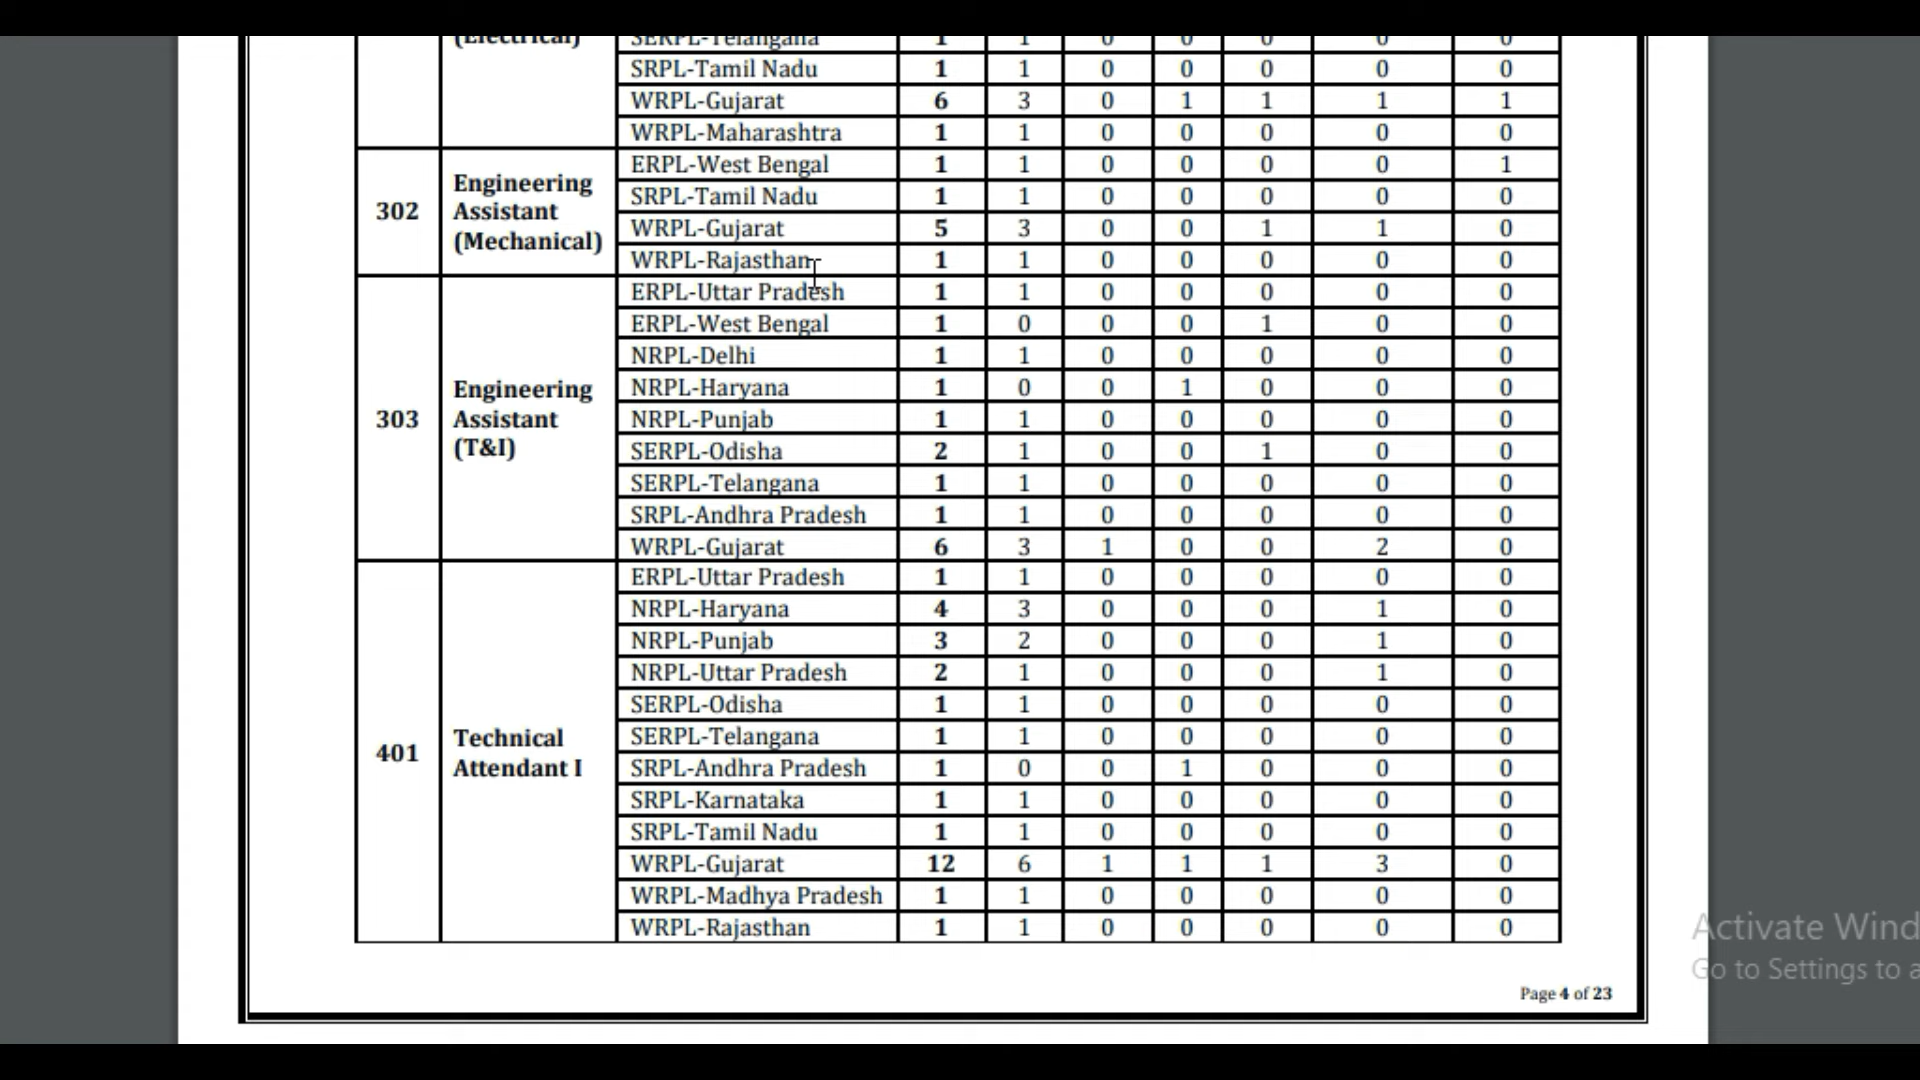 (Electrical) SERPL-Telangana 1 1 0 0 0 0 0
SRPL-Tamil Nadu 1 1 0 0 0 0 0
WRPL-Gujarat 6 3 0 1 1 1 1
WRPL-Maharashtra 1 1 0 0 0 0 0
302
Engineering
Assistant
(Mechanical)
ERPL-West Bengal 1 1 0 0 0 0 1
SRPL-Tamil Nadu 1 1 0 0 0 0 0
WRPL-Gujarat 5 3 0 0 1 1 0
WRPL-Rajasthan 1 1 0 0 0 0 0
303
Engineering
Assistant
(T&I)
ERPL-Uttar Pradesh 1 1 0 0 0 0 0
ERPL-West Bengal 1 0 0 0 1 0 0
NRPL-Delhi 1 1 0 0 0 0 0
NRPL-Haryana 1 0 0 1 0 0 0
NRPL-Punjab 1 1 0 0 0 0 0
SERPL-Odisha 2 1 0 0 1 0 0
SERPL-Telangana 1 1 0 0 0 0 0
SRPL-Andhra Pradesh 1 1 0 0 0 0 0
WRPL-Gujarat 6 3 1 0 0 2 0
401
Technical
Attendant I
ERPL-Uttar Pradesh 1 1 0 0 0 0 0
NRPL-Haryana 4 3 0 0 0 1 0
NRPL-Punjab 3 2 0 0 0 1 0
NRPL-Uttar Pradesh 2 1 0 0 0 1 0
SERPL-Odisha 1 1 0 0 0 0 0
SERPL-Telangana 1 1 0 0 0 0 0
SRPL-Andhra Pradesh 1 0 0 1 0 0 0
SRPL-Karnataka 1 1 0 0 0 0 0
SRPL-Tamil Nadu 1 1 0 0 0 0 0
WRPL-Gujarat 12 6 1 1 1 3 0
WRPL-Madhya Pradesh 1 1 0 0 0 0 0
WRPL-Rajasthan 1 1 0 0 0 0 0
Page 4 of 23
Activate Wind
Go to Settings to a